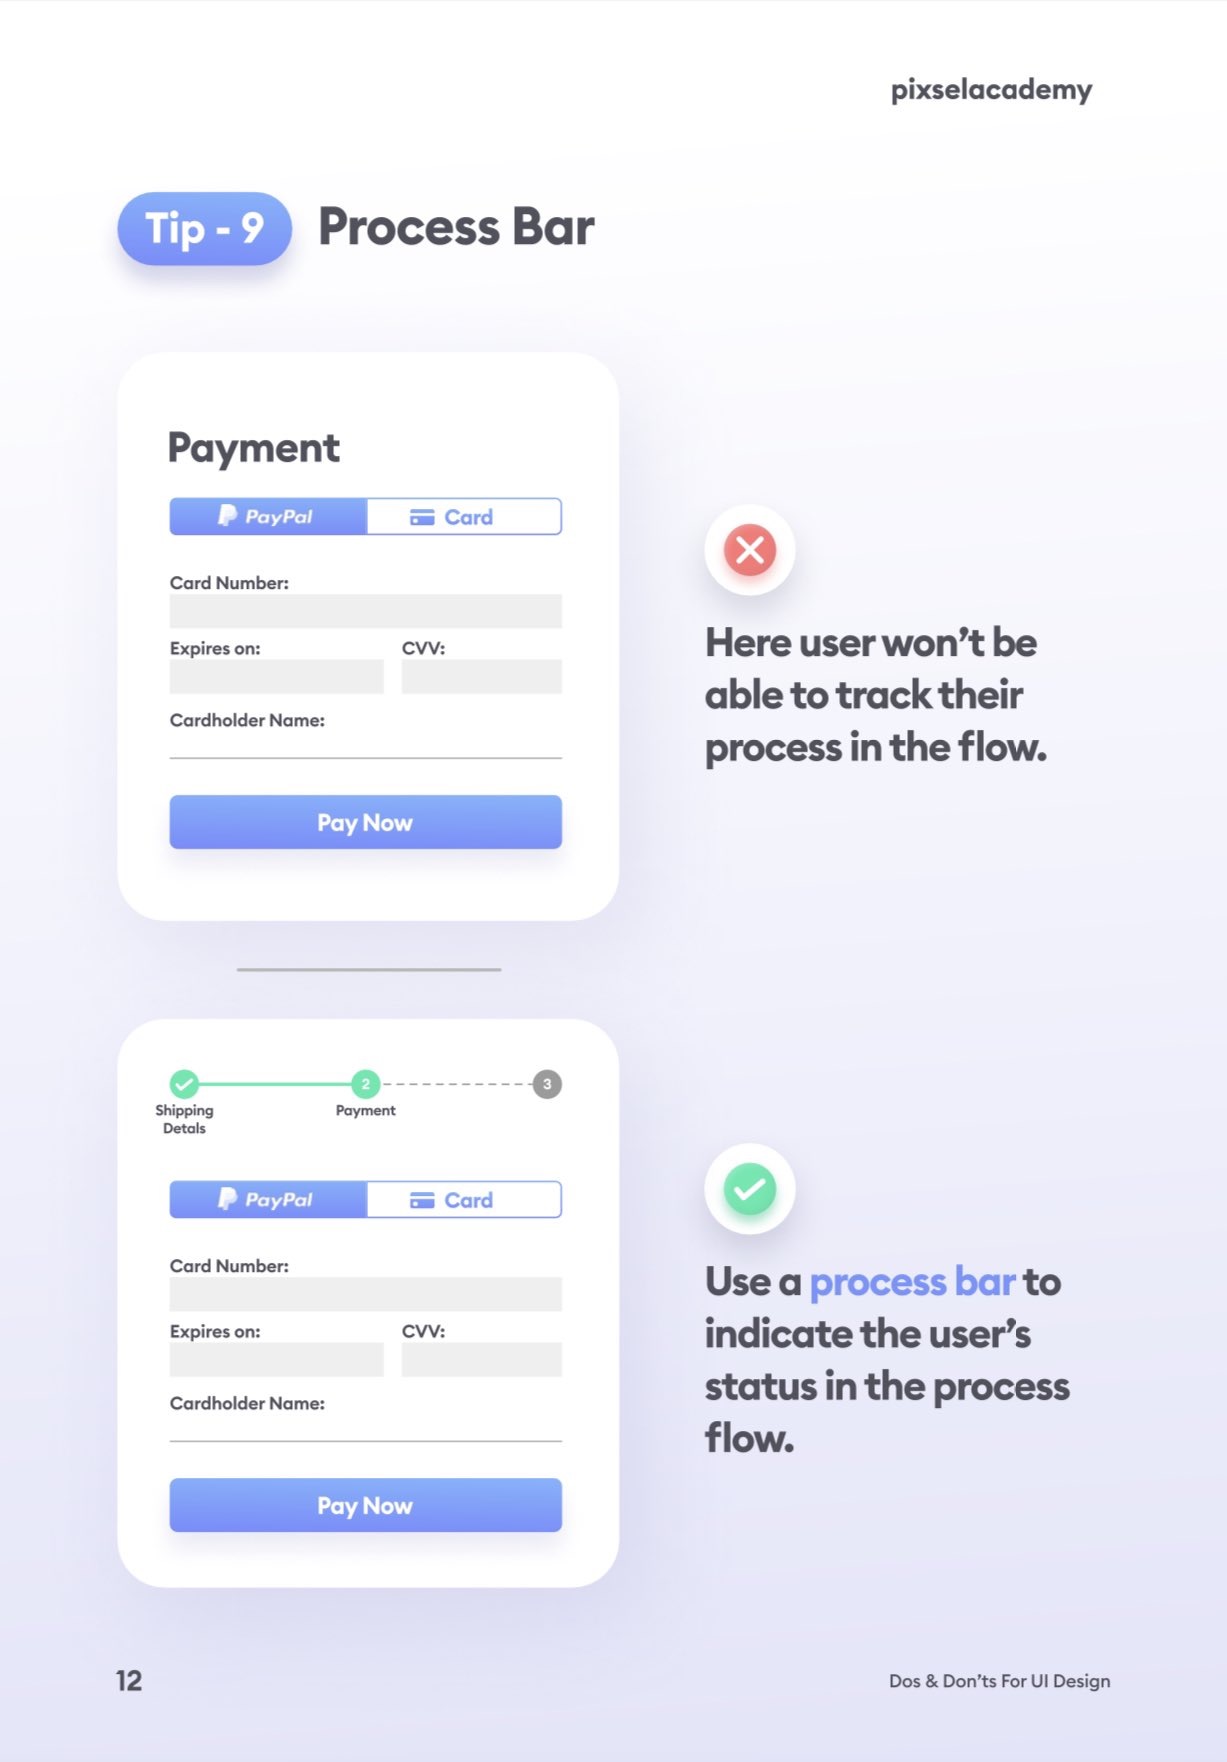 pixselacademy
Tip - 9
Process Bar
Payment
PayPal
Card
Card Number:
Expires on:
CVV:
Cardholder Name:
Pay Now
Here user won't be
able to track their
process in the flow.
2
3
Shipping
Detals
Payment
PayPal
Card
Card Number:
Expires on:
CVV:
Cardholder Name:
Pay Now
Use a process bar to
indicate the user's
status in the process
flow.
12
Dos & Don'ts For UI Design